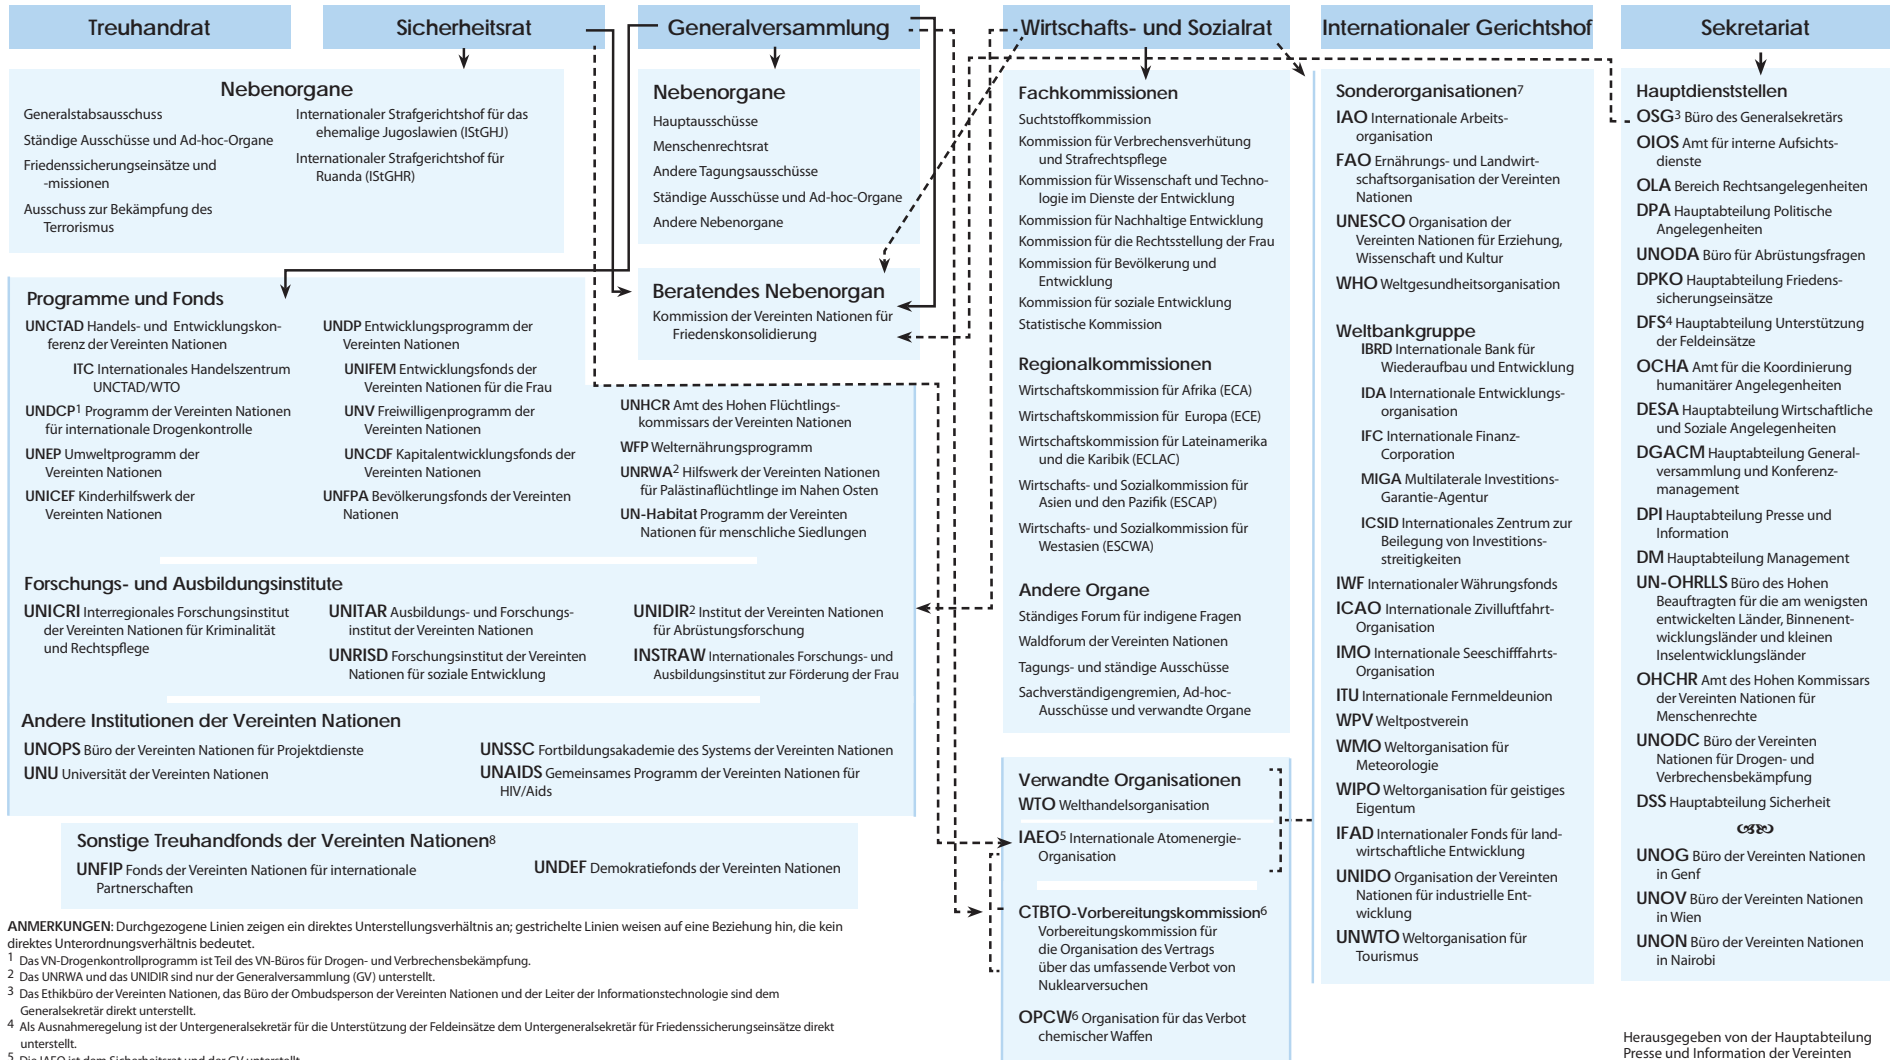 Treuhandrat
Sicherheitsrat
Generalversammlung
Wirtschafts- und Sozialrat
Internationaler Gerichtshof
Sekretariat
Nebenorgane
Generalstabsausschuss
Ständige Ausschüsse und Ad-hoc-Organe
Friedenssicherungseinsätze und
-missionen
Ausschuss zur Bekämpfung des
Terrorismus
Internationaler Strafgerichtshof für das
ehemalige Jugoslawien (IStGHJ)
Internationaler Strafgerichtshof für
Ruanda (IStGHR)
Nebenorgane
Hauptausschüsse
Menschenrechtsrat
Andere Tagungsausschüsse
Ständige Ausschüsse und Ad-hoc-Organe
Andere Nebenorgane
Beratendes Nebenorgan
Kommission der Vereinten Nationen für
Friedenskonsolidierung
Programme und Fonds
UNCTAD Handels- und Entwicklungskon-
ferenz der Vereinten Nationen
ITC Internationales Handelszentrum
UNCTAD/WTO
UNDCP1 Programm der Vereinten Nationen
für internationale Drogenkontrolle
UNEP Umweltprogramm der
Vereinten Nationen
UNICEF Kinderhilfswerk der
Vereinten Nationen
UNDP Entwicklungsprogramm der
Vereinten Nationen
UNIFEM Entwicklungsfonds der
Vereinten Nationen für die Frau
UNV Freiwilligenprogramm der
Vereinten Nationen
UNCDF Kapitalentwicklungsfonds der
Vereinten Nationen
UNFPA Bevölkerungsfonds der Vereinten
Nationen
UNHCR Amt des Hohen Flüchtlings-
kommissars der Vereinten Nationen
WFP Welternährungsprogramm
UNRWA2 Hilfswerk der Vereinten Nationen
für Palästinaflüchtlinge im Nahen Osten
UN-Habitat Programm der Vereinten
Nationen für menschliche Siedlungen
Forschungs- und Ausbildungsinstitute
UNICRI Interregionales Forschungsinstitut
der Vereinten Nationen für Kriminalität
und Rechtspflege
UNITAR Ausbildungs- und Forschungs-
institut der Vereinten Nationen
UNRISD Forschungsinstitut der Vereinten
Nationen für soziale Entwicklung
UNIDIR2 Institut der Vereinten Nationen
für Abrüstungsforschung
INSTRAW Internationales Forschungs- und
Ausbildungsinstitut zur Förderung der Frau
Andere Institutionen der Vereinten Nationen
UNOPS Büro der Vereinten Nationen für Projektdienste
UNU Universität der Vereinten Nationen
UNSSC Fortbildungsakademie des Systems der Vereinten Nationen
UNAIDS Gemeinsames Programm der Vereinten Nationen für
HIV/Aids
Sonstige Treuhandfonds der Vereinten Nationen8
UNFIP Fonds der Vereinten Nationen für internationale
Partnerschaften
UNDEF Demokratiefonds der Vereinten Nationen
ANMERKUNGEN: Durchgezogene Linien zeigen ein direktes Unterstellungsverhältnis an; gestrichelte Linien weisen auf eine Beziehung hin, die kein
direktes Unterordnungsverhältnis bedeutet.
1 Das VN-Drogenkontrollprogramm ist Teil des VN-Büros für Drogen- und Verbrechensbekämpfung.
2 Das UNRWA und das UNIDIR sind nur der Generalversammlung (GV) unterstellt.
3 Das Ethikbüro der Vereinten Nationen, das Büro der Ombudsperson der Vereinten Nationen und der Leiter der Informationstechnologie sind dem
Generalsekretär direkt unterstellt.
4 Als Ausnahmeregelung ist der Untergeneralsekretär für die Unterstützung der Feldeinsätze dem Untergeneralsekretär für Friedenssicherungseinsätze direkt
unterstellt.
5 Die IAEO ist dem Sicherheitsrat und der GV unterstellt.
Fachkommissionen
Suchtstoffkommission
Kommission für Verbrechensverhütung
und Strafrechtspflege
Kommission für Wissenschaft und Techno-
logie im Dienste der Entwicklung
Kommission für Nachhaltige Entwicklung
Kommission für die Rechtsstellung der Frau
Kommission für Bevölkerung und
Entwicklung
Kommission für soziale Entwicklung
Statistische Kommission
Regionalkommissionen
Wirtschaftskommission für Afrika (ECA)
Wirtschaftskommission für Europa (ECE)
Wirtschaftskommission für Lateinamerika
und die Karibik (ECLAC)
Wirtschafts- und Sozialkommission für
Asien und den Pazifik (ESCAP)
Wirtschafts- und Sozialkommission für
Westasien (ESCWA)
Andere Organe
Ständiges Forum für indigene Fragen
Waldforum der Vereinten Nationen
Tagungs- und ständige Ausschüsse
Sachverständigengremien, Ad-hoc-
Ausschüsse und verwandte Organe
Verwandte Organisationen
WTO Welthandelsorganisation
IAEO5 Internationale Atomenergie-
Organisation
CTBTO-Vorbereitungskommission6
Vorbereitungskommission für
die Organisation des Vertrags
über das umfassende Verbot von
Nuklearversuchen
OPCW6 Organisation für das Verbot
chemischer Waffen
Sonderorganisationen7
IAO Internationale Arbeits-
organisation
FAO Ernährungs- und Landwirt-
schaftsorganisation der Vereinten
Nationen
UNESCO Organisation der
Vereinten Nationen für Erziehung,
Wissenschaft und Kultur
WHO Weltgesundheitsorganisation
Weltbankgruppe
IBRD Internationale Bank für
Wiederaufbau und Entwicklung
IDA Internationale Entwicklungs-
organisation
IFC Internationale Finanz-
Corporation
MIGA Multilaterale Investitions-
Garantie-Agentur
ICSID Internationales Zentrum zur
Beilegung von Investitions-
streitigkeiten
IWF Internationaler Währungsfonds
ICAO Internationale Zivilluftfahrt-
Organisation
IMO Internationale Seeschifffahrts-
Organisation
ITU Internationale Fernmeldeunion
WPV Weltpostverein
WMO Weltorganisation für
Meteorologie
WIPO Weltorganisation für geistiges
Eigentum
IFAD Internationaler Fonds für land-
wirtschaftliche Entwicklung
UNIDO Organisation der Vereinten
Nationen für industrielle Ent-
wicklung
UNWTO Weltorganisation für
Tourismus
Hauptdienststellen
OSG3 Büro des Generalsekretärs
OIOS Amt für interne Aufsichts-
dienste
OLA Bereich Rechtsangelegenheiten
DPA Hauptabteilung Politische
Angelegenheiten
UNODA Büro für Abrüstungsfragen
DPKO Hauptabteilung Friedens-
sicherungseinsätze
DFS4 Hauptabteilung Unterstützung
der Feldeinsätze
OCHA Amt für die Koordinierung
humanitärer Angelegenheiten
DESA Hauptabteilung Wirtschaftliche
und Soziale Angelegenheiten
DGACM Hauptabteilung General-
versammlung und Konferenz-
management
DPI Hauptabteilung Presse und
Information
DM Hauptabteilung Management
UN-OHRLLS Büro des Hohen
Beauftragten für die am wenigsten
entwickelten Länder, Binnenent-
wicklungsländer und kleinen
Inselentwicklungsländer
OHCHR Amt des Hohen Kommissars
der Vereinten Nationen für
Menschenrechte
UNODC Büro der Vereinten
Nationen für Drogen- und
Verbrechensbekämpfung
DSS Hauptabteilung Sicherheit
UNOG Büro der Vereinten Nationen
in Genf
UNOV Büro der Vereinten Nationen
in Wien
UNON Büro der Vereinten Nationen
in Nairobi
Herausgegeben von der Hauptabteilung
Presse und Information der Vereinten